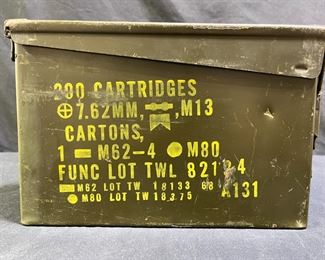 200 CARTRIDGES
7.62MM, M13
CARTONS
1 - M62-4 M80
FUNC LOT TWL 82124
M62 LOT TW 18133 68 A131
M80 LOT TW 18375